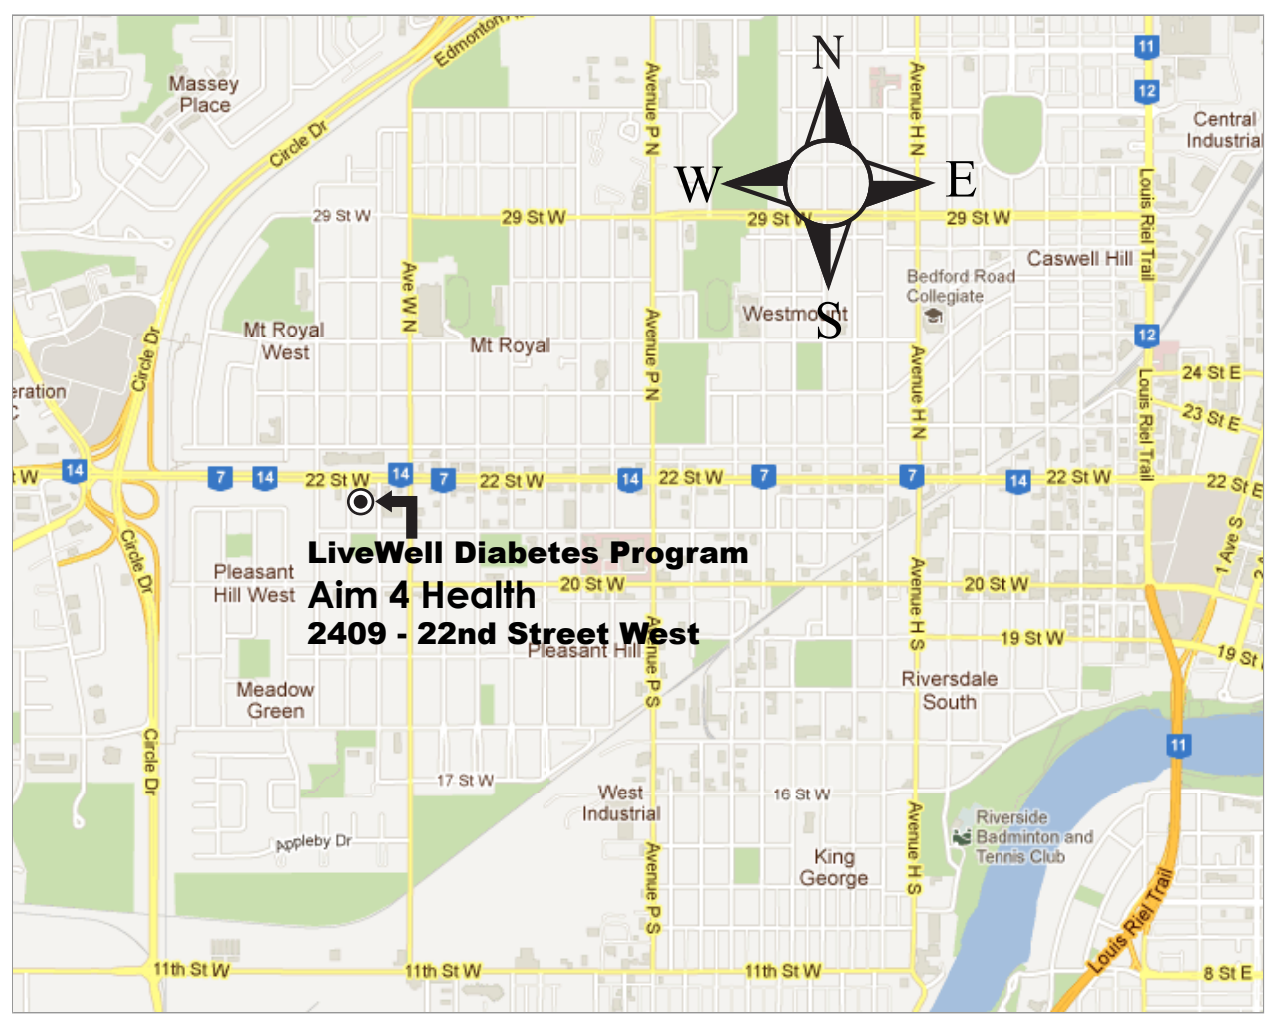 Edmonton A
11
Massey
Place
N
12
Avenue P N
Avenue H N
Central
Industrial
Circle Dr
W
E
Louis Riel Trail
29 St W
29 St W
29 St W
29 St W
Caswell Hill
Ave W N
Bedford Road
Collegiate
Westmount
S
Mt Royal
West
Mt Royal
Avenue P N
12
Circle Dr
Avenue H N
Louis Riel Trail
24 St E
eration
C
23 St E
t W
14
7
14
22 St W
14
7
22 St W
14
22 St W
7
7
14
22 St W
22 St E
1 Ave S
2
LiveWell Diabetes Program
Circle Dr
Pleasant
Hill West
Aim 4 Health
20 St W
20 St W
Avenue H S
2409 - 22nd Street West
Pleasant Hill
Avenue P S
19 St W
19 St
Meadow
Green
Riversdale
South
Circle Dr
11
17 St W
West
Industrial
16 St W
Avenue H S
Riverside
Badminton and
Tennis Club
Appleby Dr
King
George
Avenue P S
Louis Riel Trail
11th St W
11th St W
11th St W
8 St E